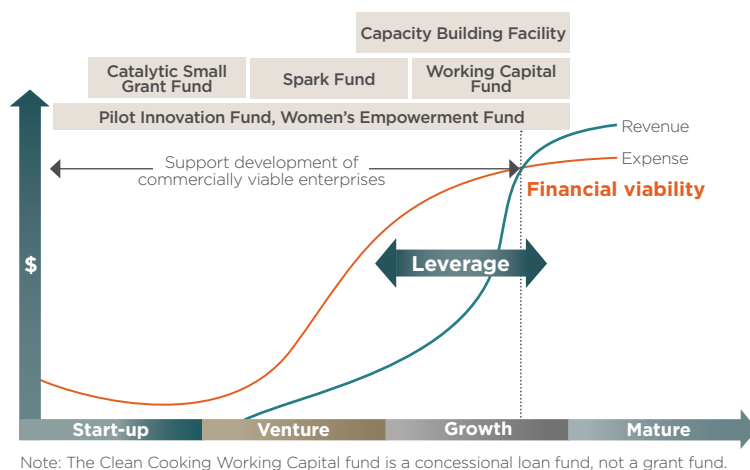 Capacity Building Facility
Catalytic Small
Grant Fund
Spark Fund
Working Capital
Fund
Pilot Innovation Fund, Women’s Empowerment Fund
Revenue
Support development of
commercially viable enterprises
Expense
Financial viability
$
Leverage
Start-up
Venture
Growth
Mature
Note: The Clean Cooking Working Capital fund is a concessional loan fund, not a grant fund.